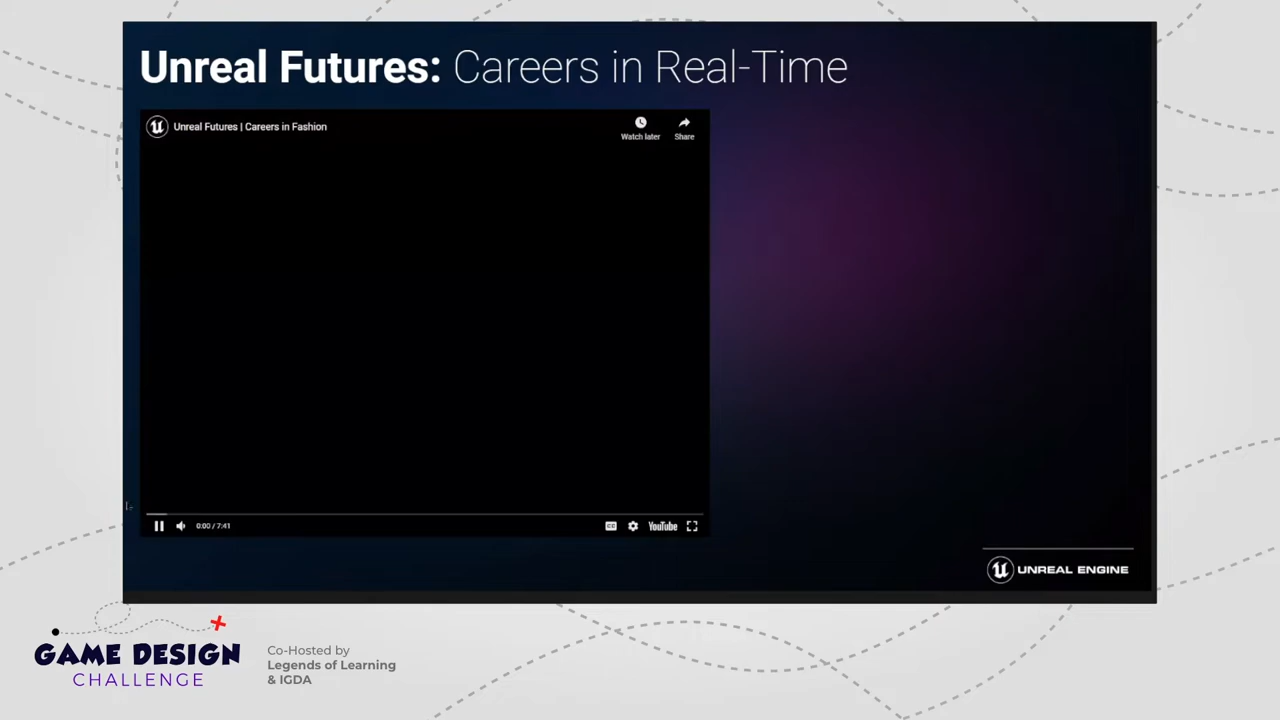 Unreal Futures: Careers in Real-Time
Unreal Futures | Careers in Fashion
Watch later
Share
0:00 / 7:41
CC
YouTube
UNREAL ENGINE
GAME DESIGN
CHALLENGE
Co-Hosted by
Legends of Learning
& IGDA